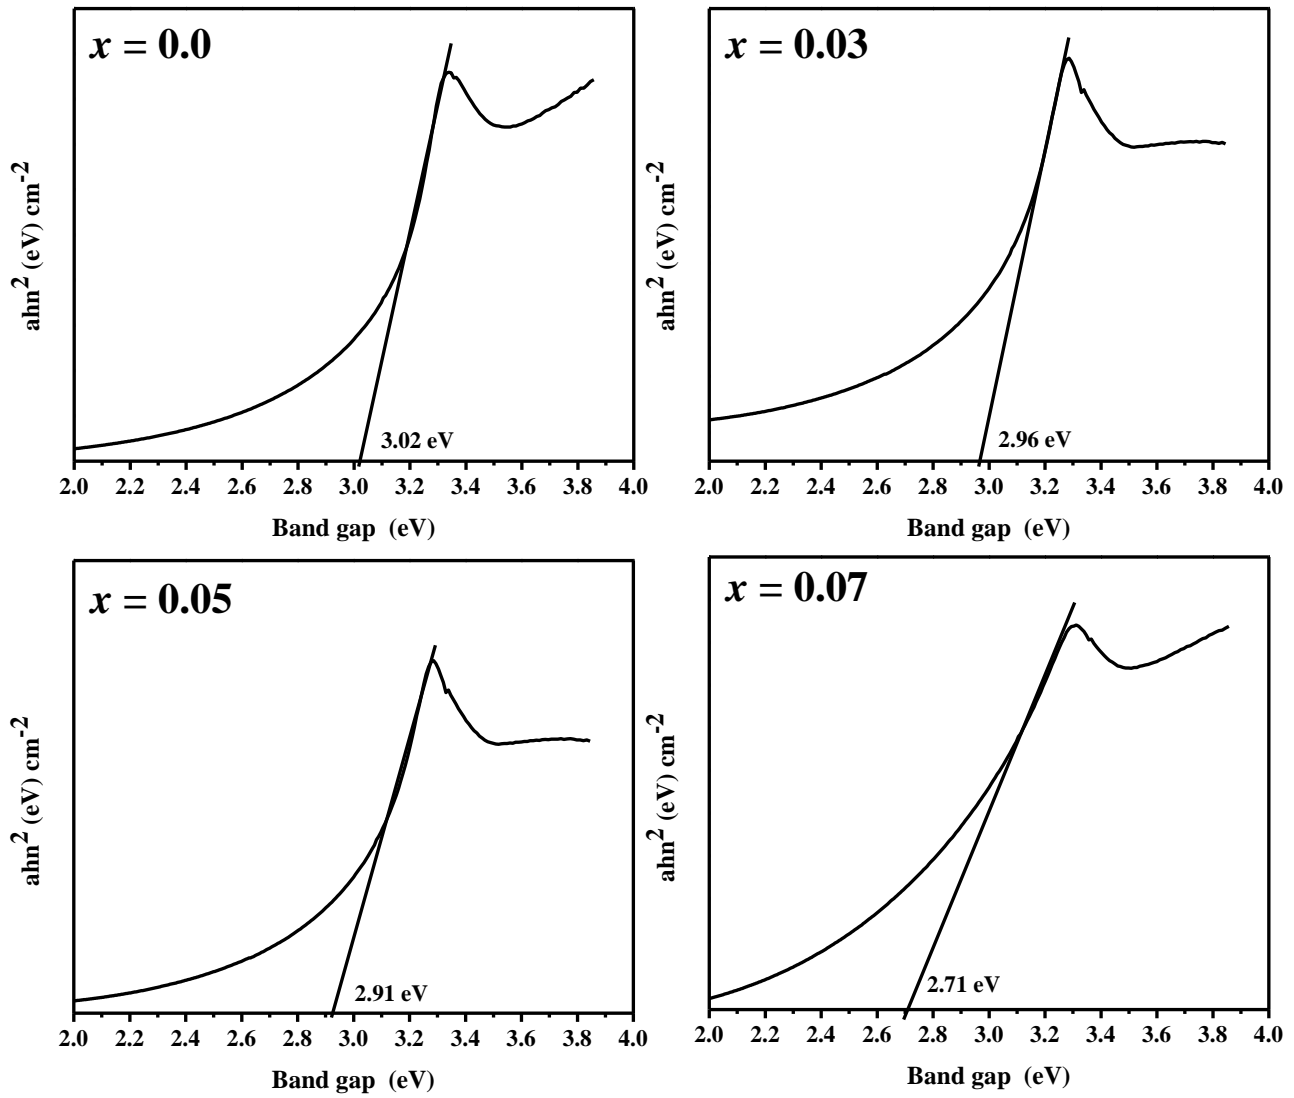 x = 0.0
ahn2 (eV) cm-2
3.02 eV
2.0 2.2 2.4 2.6 2.8 3.0 3.2 3.4 3.6 3.8 4.0
Band gap (eV)
x = 0.03
ahn2 (eV) cm-2
2.96 eV
2.0 2.2 2.4 2.6 2.8 3.0 3.2 3.4 3.6 3.8 4.0
Band gap (eV)
x = 0.05
ahn2 (eV) cm-2
2.91 eV
2.0 2.2 2.4 2.6 2.8 3.0 3.2 3.4 3.6 3.8 4.0
Band gap (eV)
x = 0.07
ahn2 (eV) cm-2
2.71 eV
2.0 2.2 2.4 2.6 2.8 3.0 3.2 3.4 3.6 3.8 4.0
Band gap (eV)